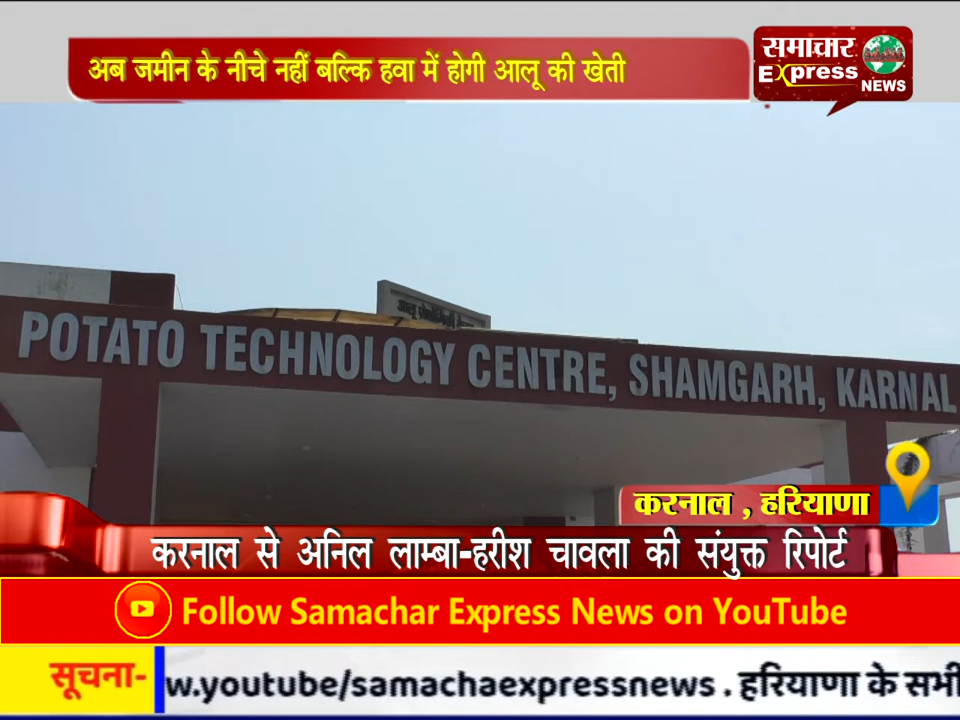 अब जमीन के नीचे नहीं बल्कि हवा में होगी आलू की खेती
समाचार
Express
NEWS
POTATO TECHNOLOGY CENTRE, SHAMGARH, KARNAL
करनाल , हरियाणा
करनाल से अनिल लाम्बा-हरीश चावला की संयुक्त रिपोर्ट
Follow Samachar Express News on YouTube
सूचना- w.youtube/samachaexpressnews . हरियाणा के सभी